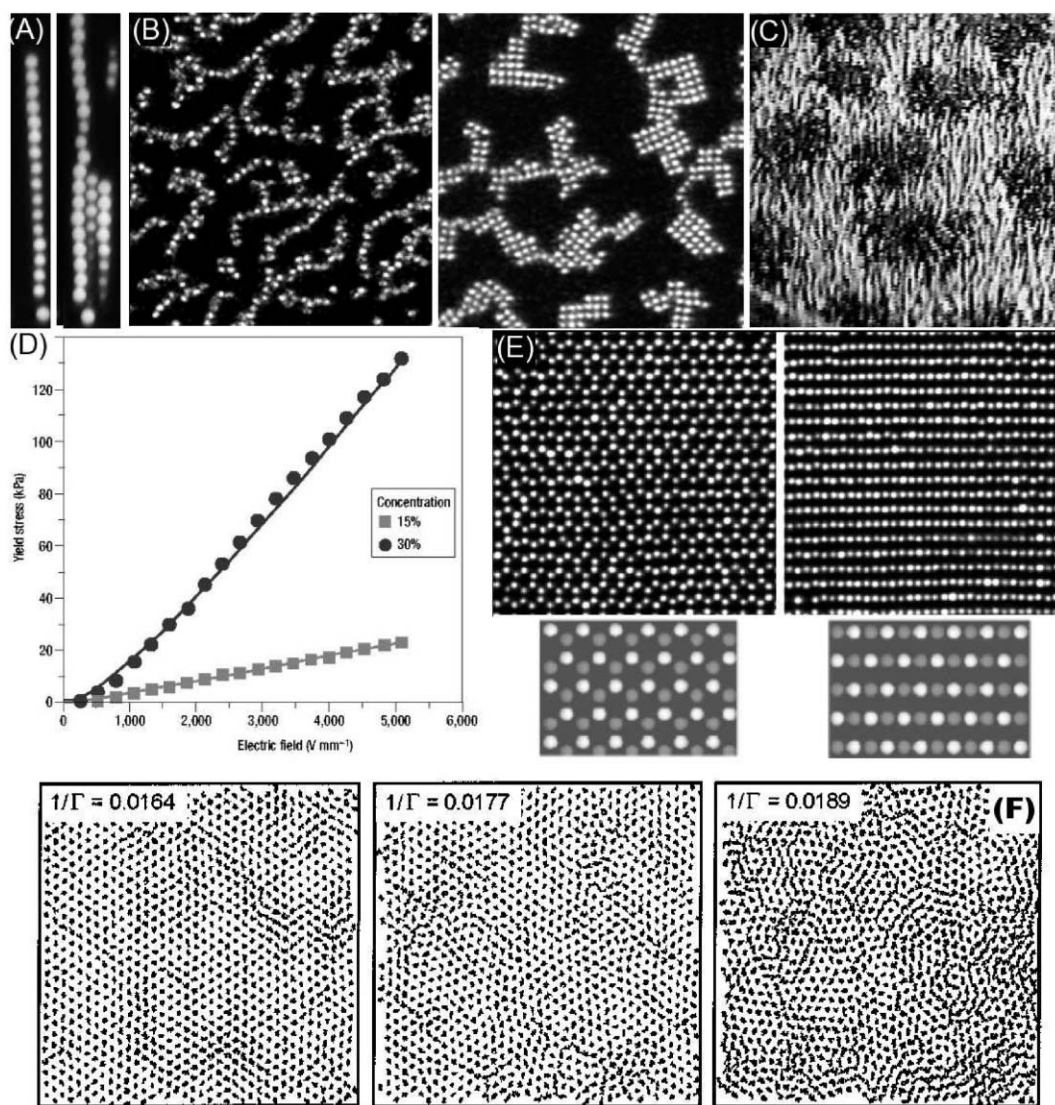 (A)
(B)
(C)
(D)
120
100
80
60
40
20
0
Yield stress (kPa)
0 1,000 2,000 3,000 4,000 5,000 6,000
Electric field (V mm⁻¹)
Concentration
15%
30%
(E)
1/Γ = 0.0164
1/Γ = 0.0177
1/Γ = 0.0189
(F)